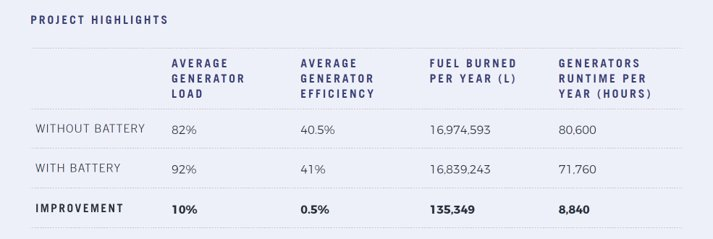 PROJECT HIGHLIGHTS
AVERAGE GENERATOR LOAD AVERAGE GENERATOR EFFICIENCY FUEL BURNED PER YEAR (L) GENERATORS RUNTIME PER YEAR (HOURS)
WITHOUT BATTERY 82% 40.5% 16,974,593 80,600
WITH BATTERY 92% 41% 16,839,243 71,760
IMPROVEMENT 10% 0.5% 135,349 8,840